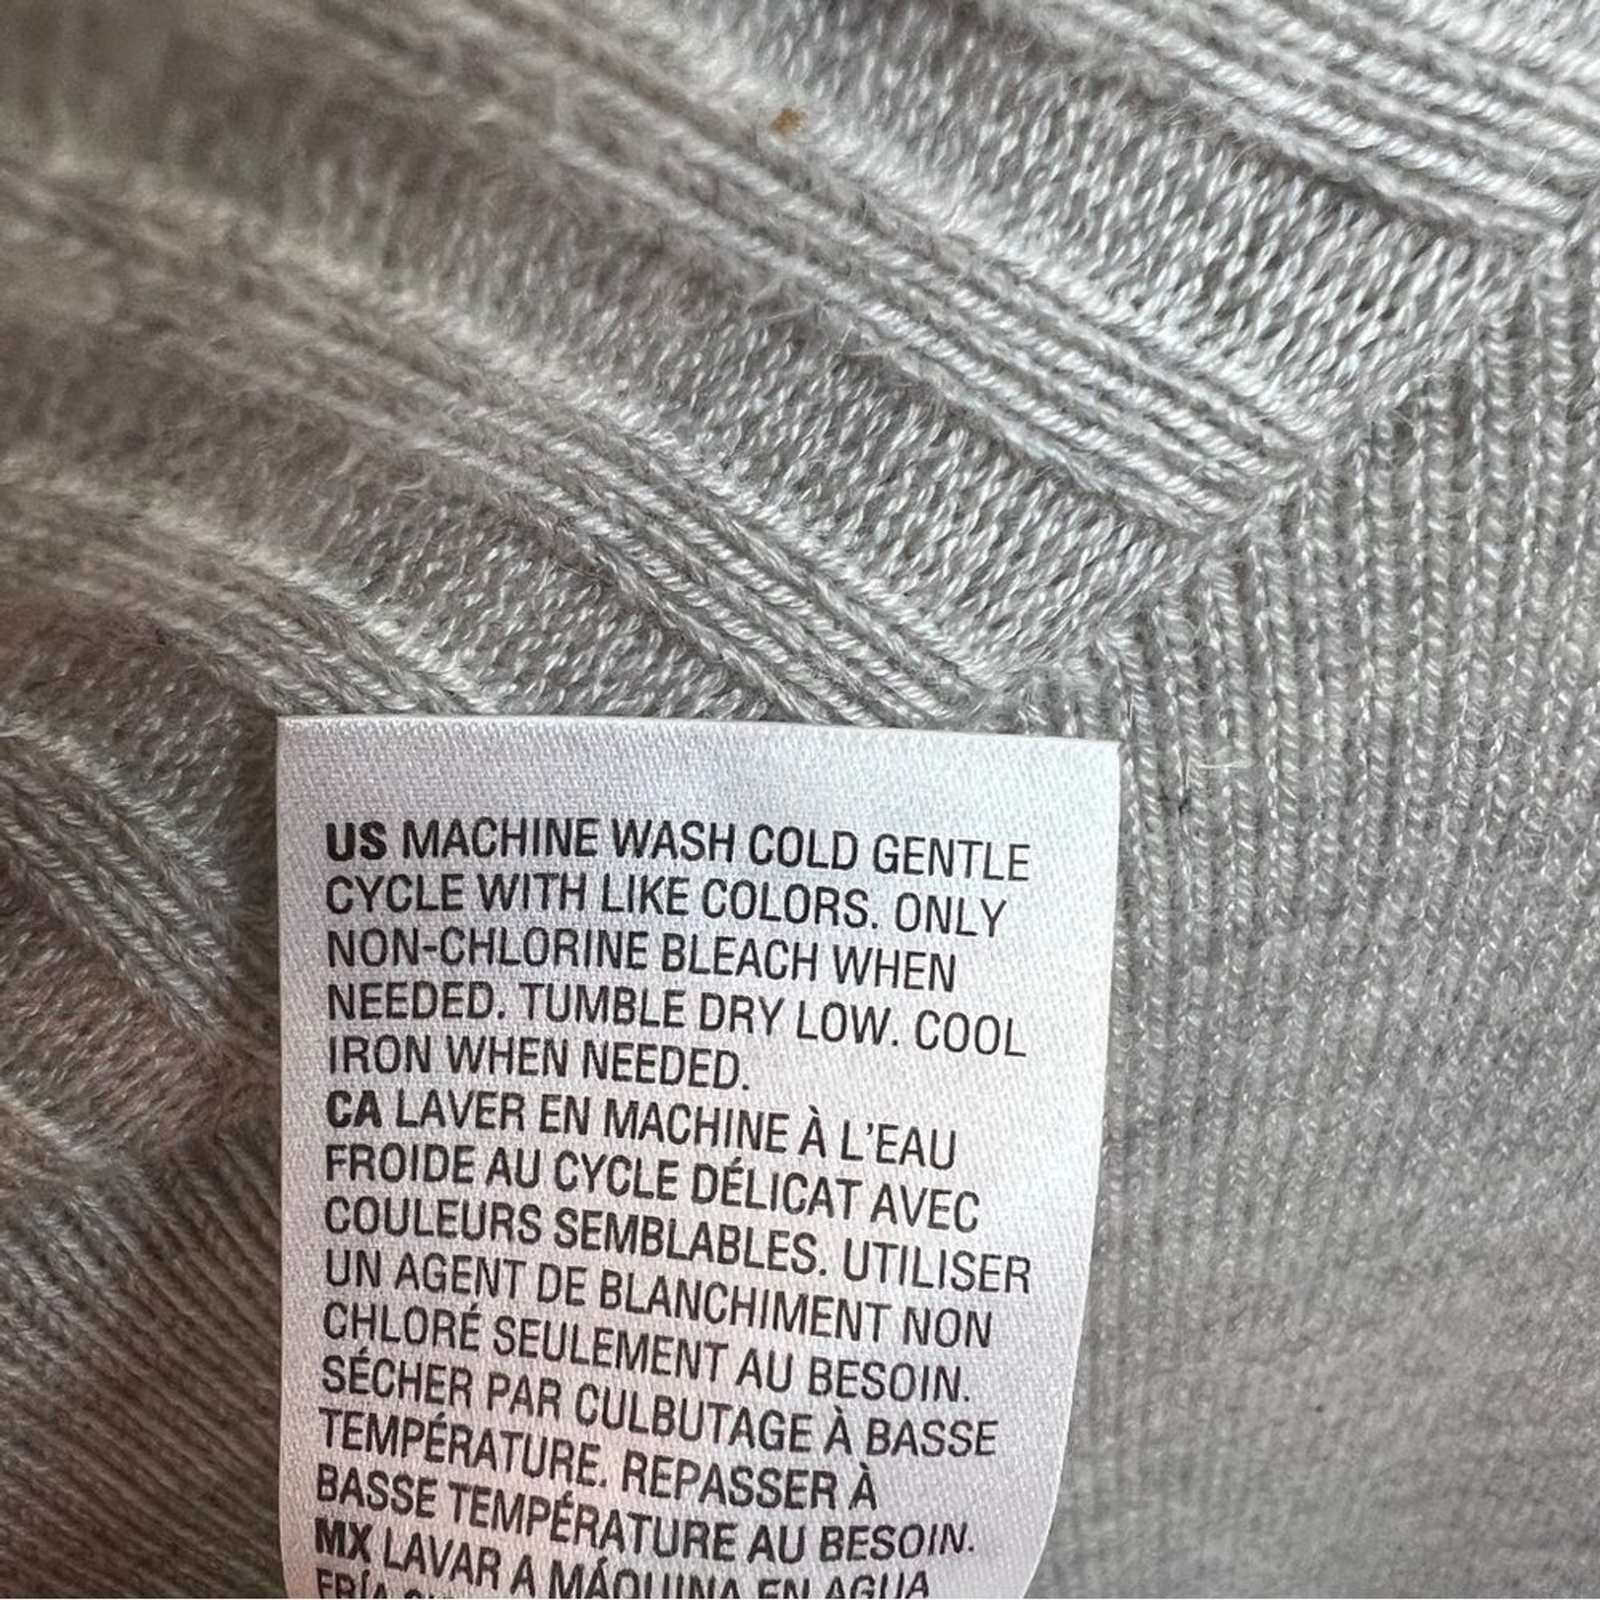 US MACHINE WASH COLD GENTLE
CYCLE WITH LIKE COLORS. ONLY
NON-CHLORINE BLEACH WHEN
NEEDED. TUMBLE DRY LOW. COOL
IRON WHEN NEEDED.
CA LAVER EN MACHINE À L'EAU
FROIDE AU CYCLE DÉLICAT AVEC
COULEURS SEMBLABLES. UTILISER
UN AGENT DE BLANCHIMENT NON
CHLORÉ SEULEMENT AU BESOIN.
SÉCHER PAR CULBUTAGE À BASSE
TEMPÉRATURE. REPASSER À
BASSE TEMPÉRATURE AU BESOIN.
MX LAVAR A MÁQUINA EN AGUA
FRÍA